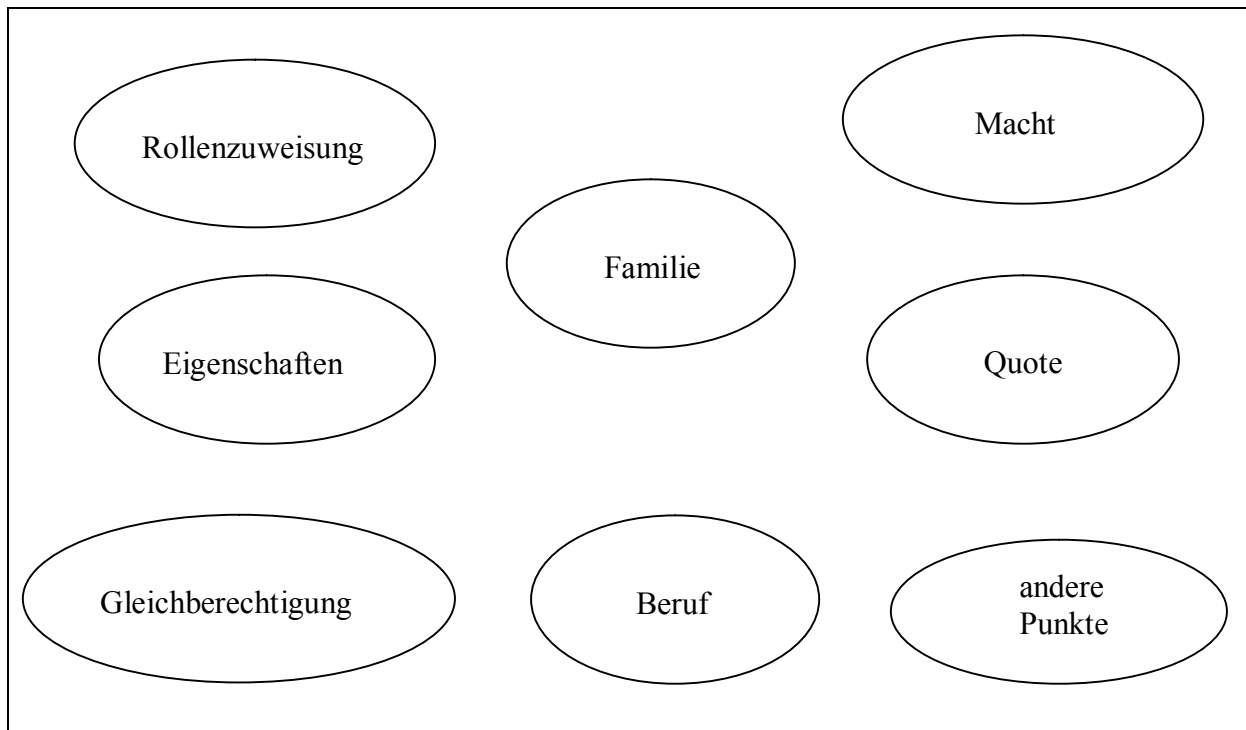 Rollenzuweisung
Macht
Familie
Eigenschaften
Quote
Gleichberechtigung
Beruf
andere
Punkte